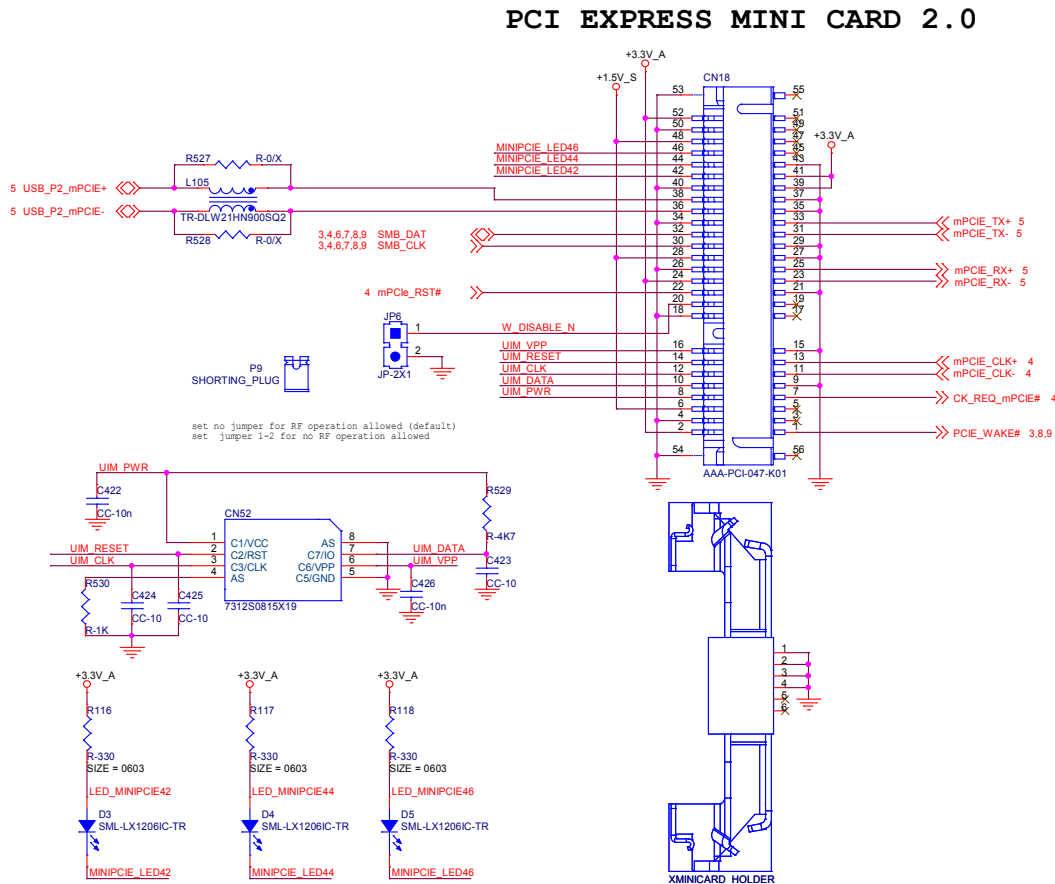 PCI EXPRESS MINI CARD 2.0
+3.3V_A
+1.5V_S
CN18
53
55
52
51
50
49
48
47
+3.3V_A
MINIPCIE_LED46
46
45
MINIPCIE_LED44
44
43
MINIPCIE_LED42
42
41
40
39
38
37
36
35
34
33
mPCIE_TX+ 5
32
31
mPCIE_TX- 5
30
29
28
27
26
25
mPCIE_RX+ 5
24
23
mPCIE_RX- 5
22
21
20
19
18
17
16
15
14
13
mPCIE_CLK+ 4
12
11
mPCIE_CLK- 4
10
9
8
7
CK_REQ_mPCIE# 4
6
5
4
3
2
1
PCIE_WAKE# 3,8,9
54
56
AAA-PCI-047-K01
R527
R-0/X
L105
5 USB_P2_mPCIE+
5 USB_P2_mPCIE-
TR-DLW21HN900SQ2
R528
R-0/X
3,4,6,7,8,9 SMB_DAT
3,4,6,7,8,9 SMB_CLK
4 mPCIe_RST#
JP6
1
W_DISABLE_N
2
JP-2X1
P9
SHORTING_PLUG
UIM_VPP
UIM_RESET
UIM_CLK
UIM_DATA
UIM_PWR
set no jumper for RF operation allowed (default)
set jumper 1-2 for no RF operation allowed
UIM_PWR
C422
CC-10n
R529
R-4K7
CN52
1
C1/VCC
AS
8
UIM_RESET
2
C2/RST
C7/IO
7
UIM_DATA
UIM_CLK
3
C3/CLK
C6/VPP
6
UIM_VPP
4
AS
C5/GND
5
7312S0815X19
C423
CC-10
C426
CC-10n
R530
R-1K
C424
CC-10
C425
CC-10
+3.3V_A
+3.3V_A
+3.3V_A
R116
R117
R118
R-330
R-330
R-330
SIZE = 0603
SIZE = 0603
SIZE = 0603
LED_MINIPCIE42
LED_MINIPCIE44
LED_MINIPCIE46
D3
D4
D5
SML-LX1206IC-TR
SML-LX1206IC-TR
SML-LX1206IC-TR
MINIPCIE_LED42
MINIPCIE_LED44
MINIPCIE_LED46
1
2
3
4
5
6
XMINICARD_HOLDER